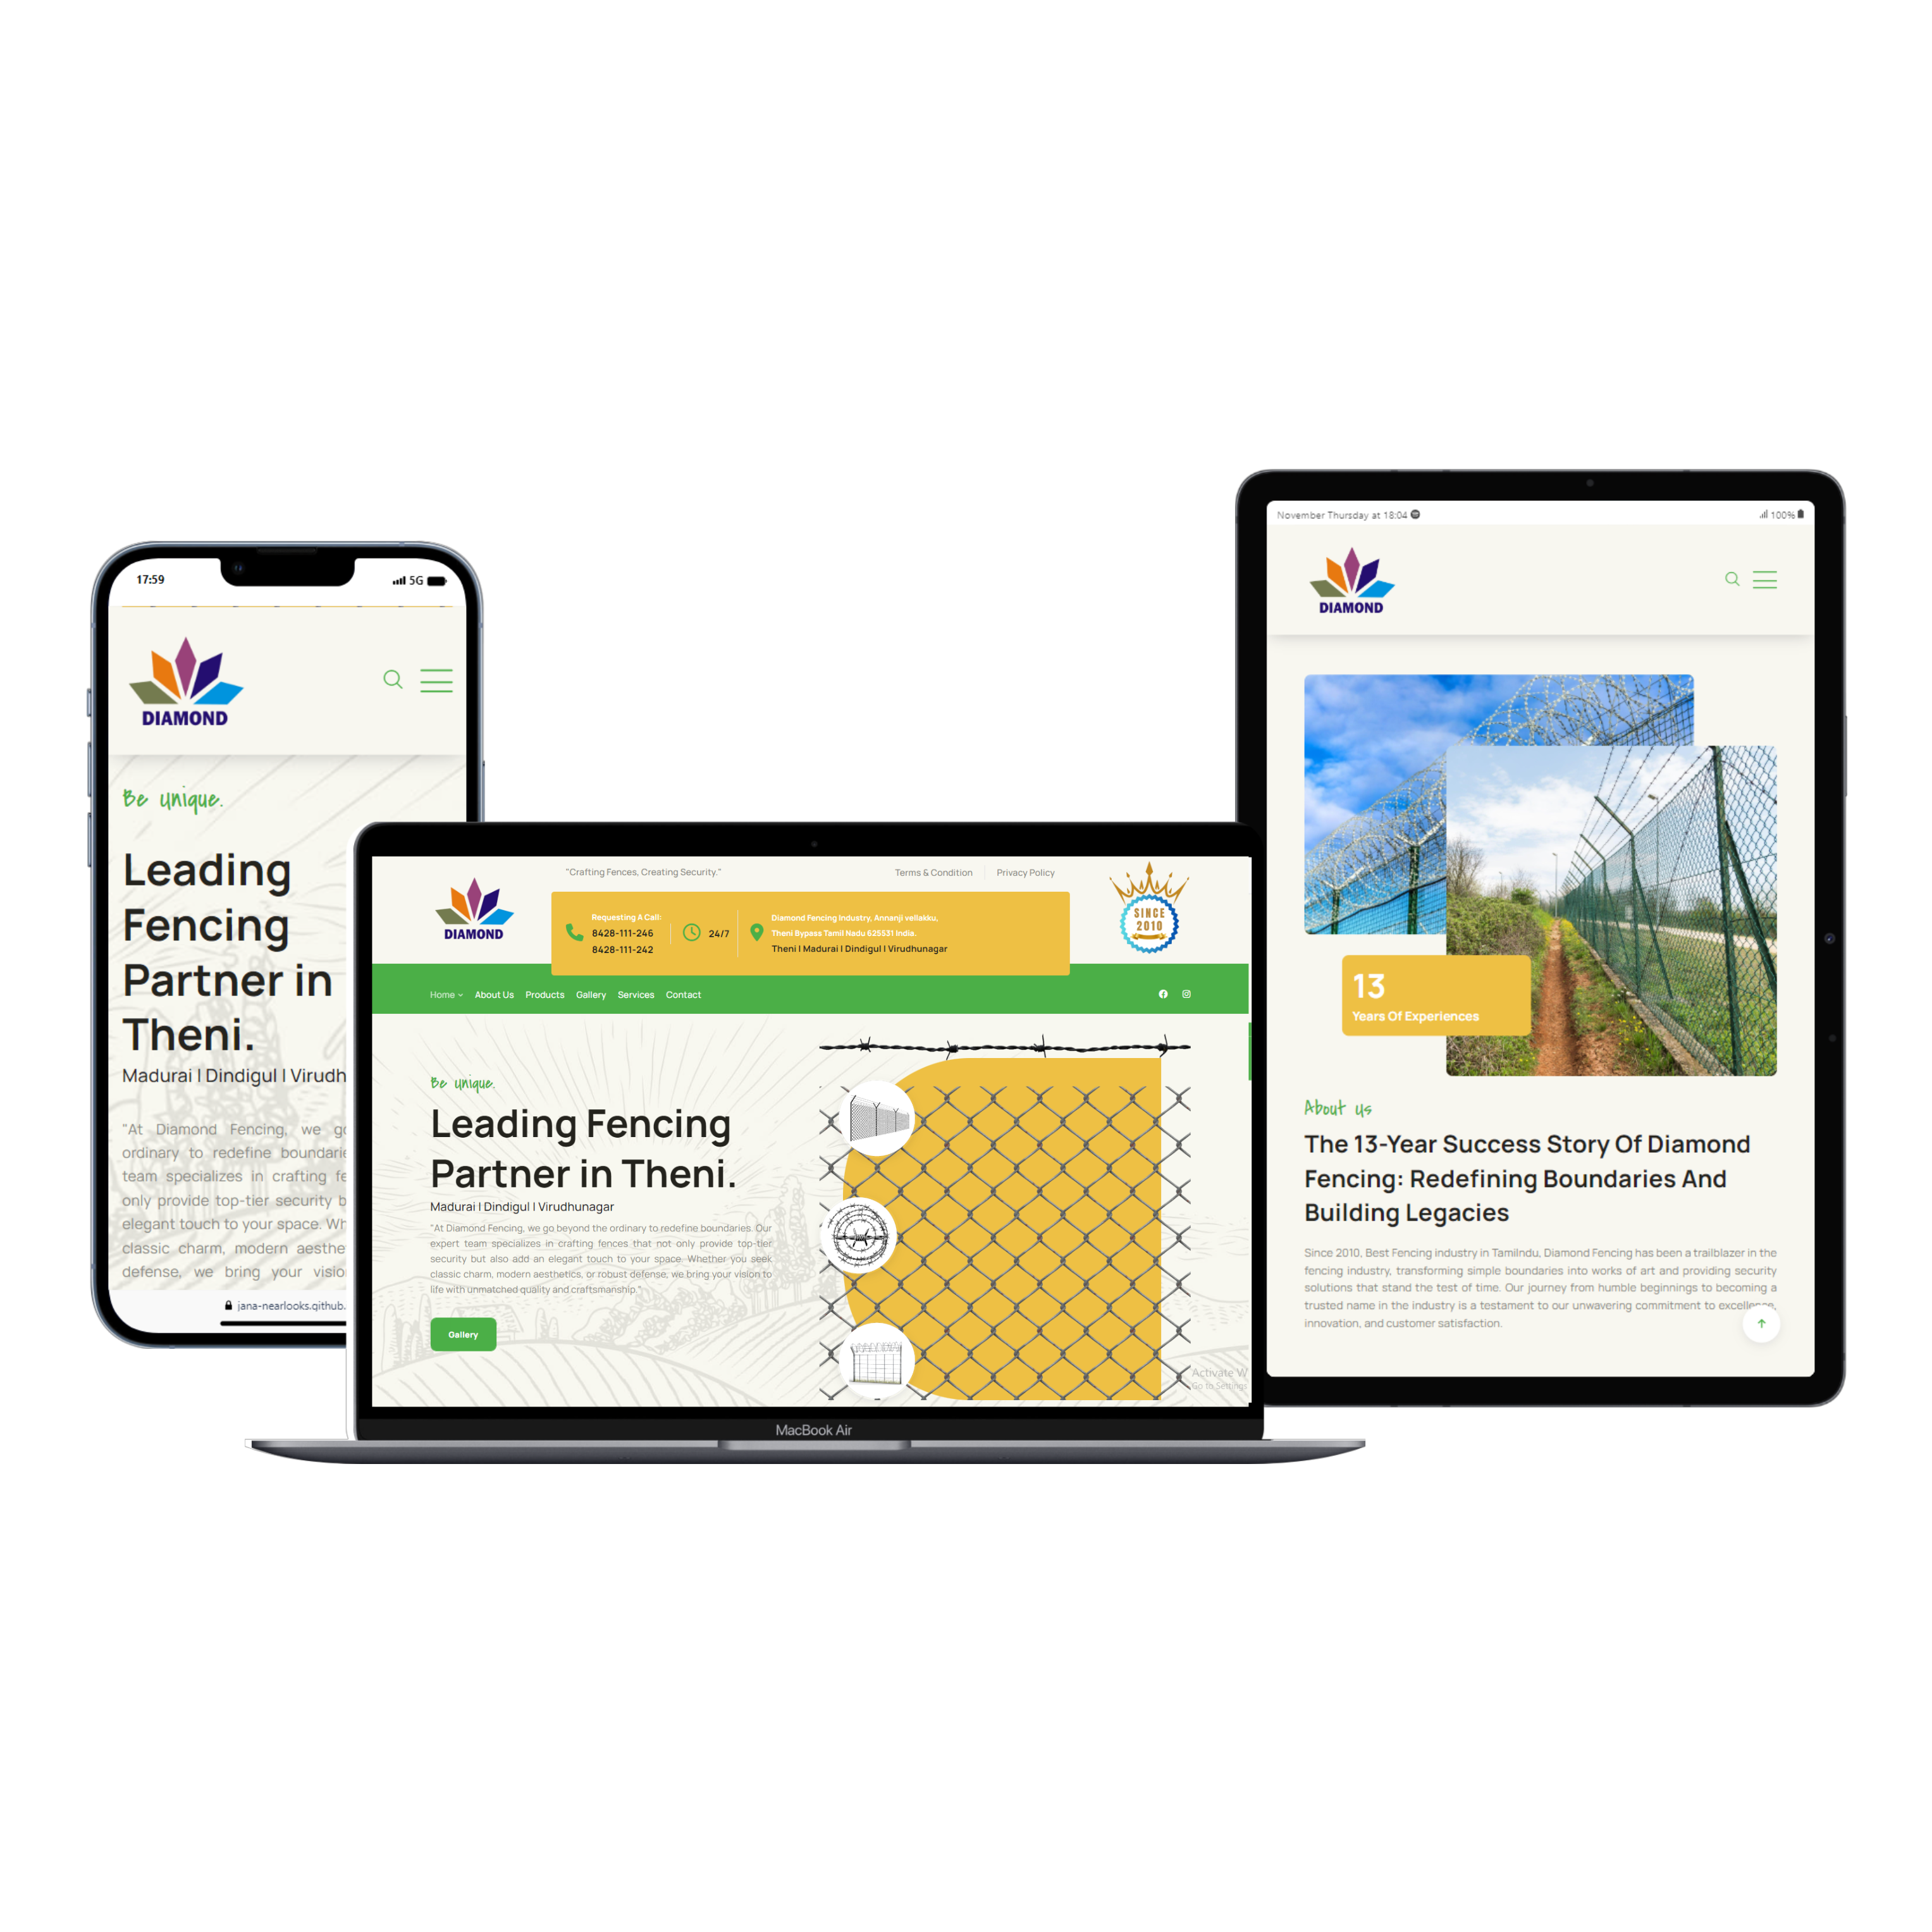 17:59
5G
DIAMOND
Be unique.
Leading
Fencing
Partner in
Theni.
Madurai I Dindigul I Virudh
"At Diamond Fencing, we
ordinary to redefine
team specializes in crafting
only provide top-tier security
elegant touch to your space.
classic charm, modern
defense, we bring your
jana-nearlooks.github.
"Crafting Fences, Creating Security."
Terms & Condition
Privacy Policy
DIAMOND
Requesting A Call:
8428-111-246
8428-111-242
24/7
Diamond Fencing Industry, Annanji vellakku,
Theni Bypass Tamil Nadu 625531 India.
Theni I Madurai I Dindigul I Virudhunagar
SINCE
2010
Home About Us Products Gallery Services Contact
Be unique.
Leading Fencing
Partner in Theni.
Madurai I Dindigul I Virudhunagar
"At Diamond Fencing, we go beyond the ordinary to redefine boundaries. Our
expert team specializes in crafting fences that not only provide top-tier
security but also add an elegant touch to your space. Whether you seek
classic charm, modern aesthetics, or robust defense, we bring your vision to
life with unmatched quality and craftsmanship."
Gallery
Activate W
Go to Settings
MacBook Air
November Thursday at 18:04
100%
DIAMOND
13
Years Of Experiences
About us
The 13-Year Success Story Of Diamond
Fencing: Redefining Boundaries And
Building Legacies
Since 2010, Best Fencing industry in Tamilndu, Diamond Fencing has been a trailblazer in the
fencing industry, transforming simple boundaries into works of art and providing security
solutions that stand the test of time. Our journey from humble beginnings to becoming a
trusted name in the industry is a testament to our unwavering commitment to excellence,
innovation, and customer satisfaction.